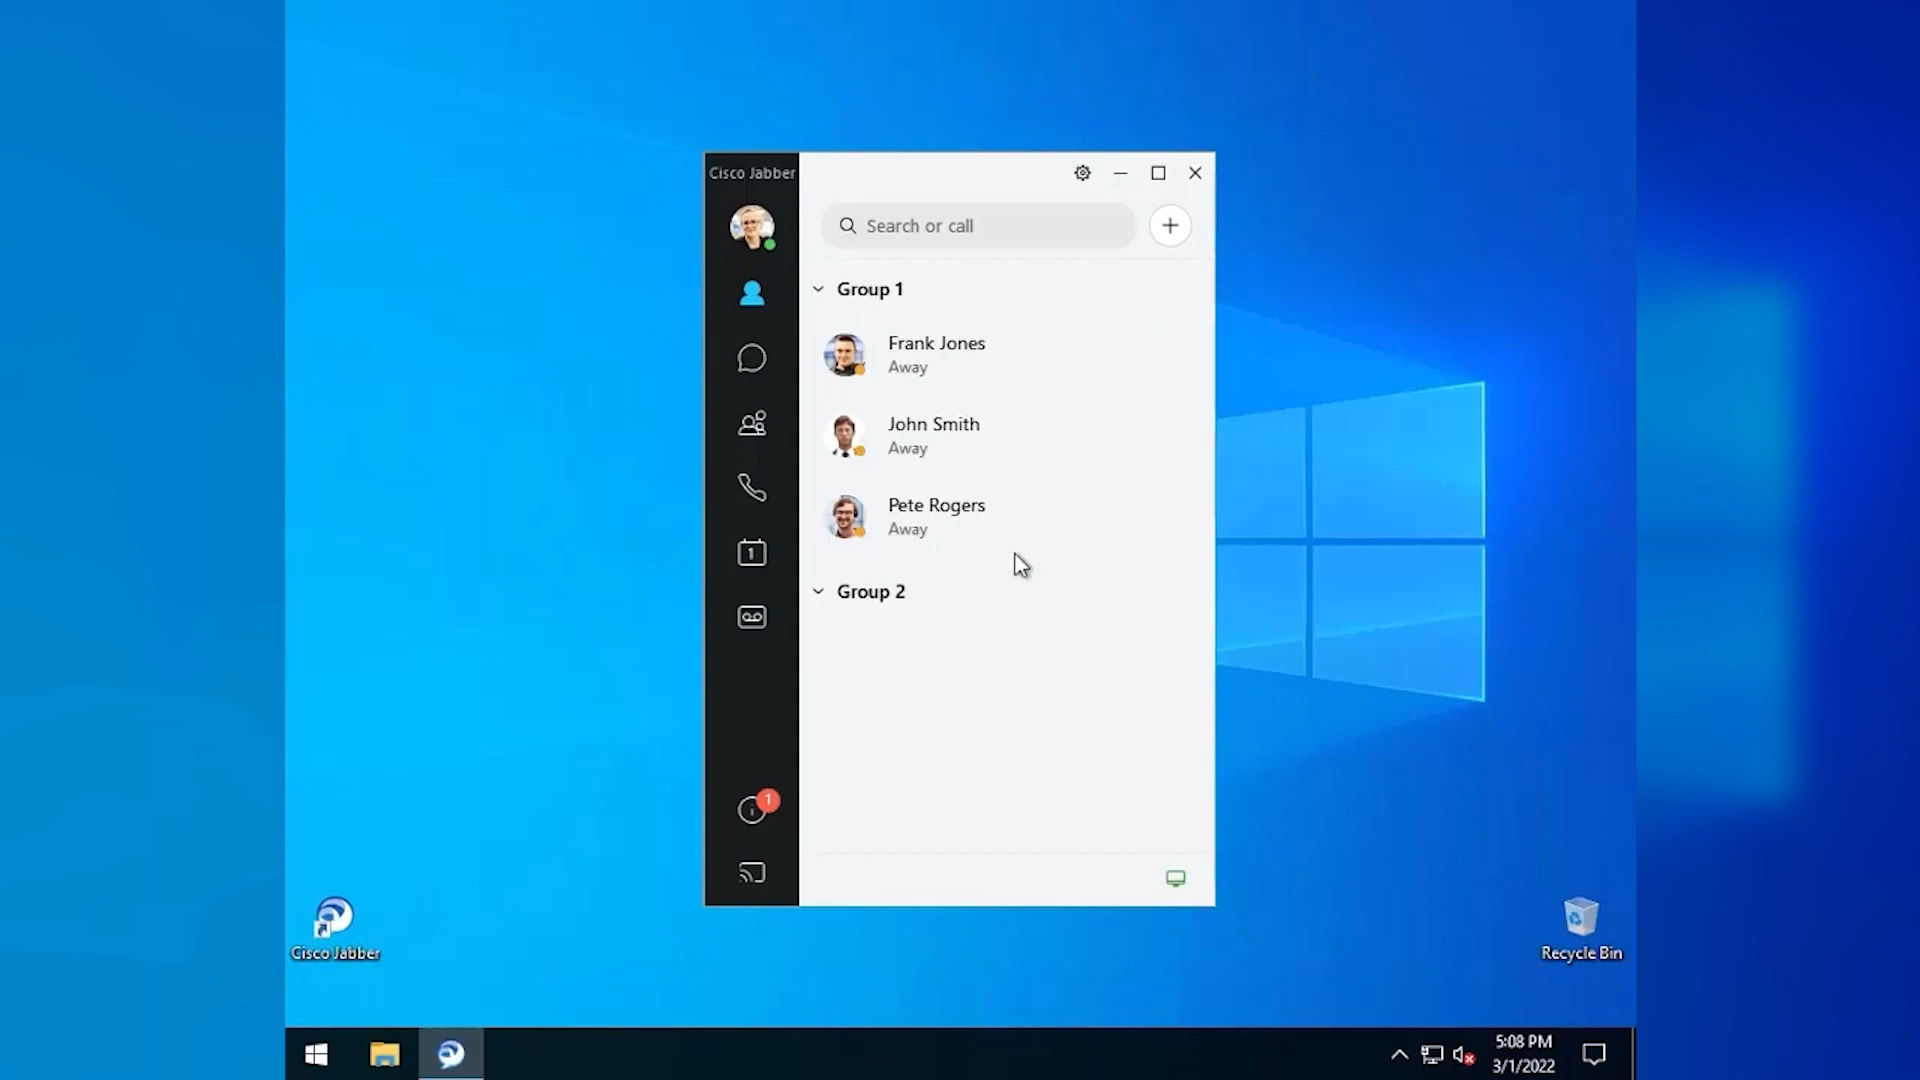 Cisco Jabber
Search or call
Group 1
Frank Jones
Away
John Smith
Away
Pete Rogers
Away
Group 2
1
1
Cisco Jabber
Recycle Bin
5:08 PM
3/1/2022